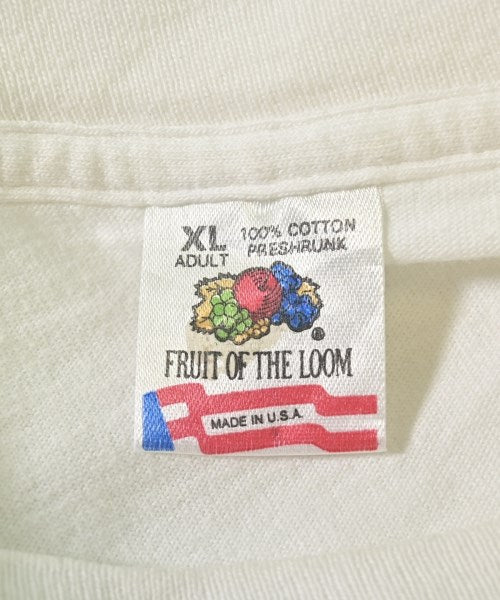 XL 100% COTTON
ADULT PRESHRUNK
®
FRUIT OF THE LOOM
MADE IN U.S.A.